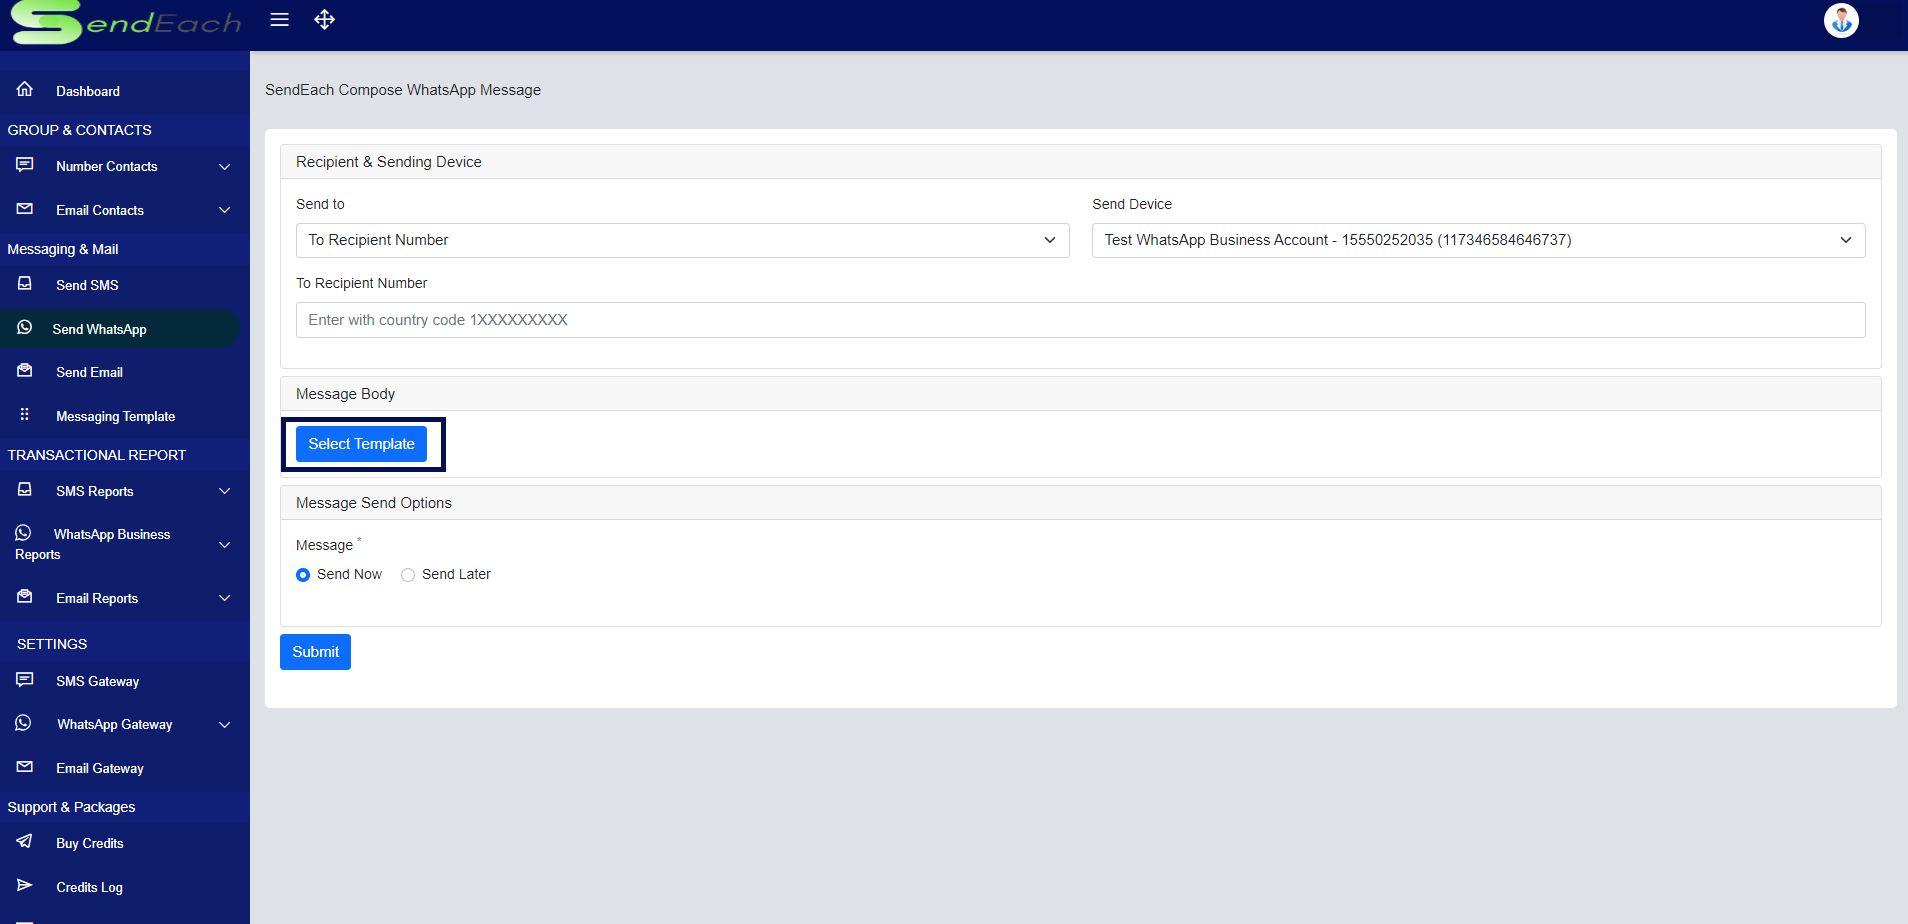 SendEach
Dashboard
GROUP & CONTACTS
Number Contacts
Email Contacts
Messaging & Mail
Send SMS
Send WhatsApp
Send Email
Messaging Template
TRANSACTIONAL REPORT
SMS Reports
WhatsApp Business
Reports
Email Reports
SETTINGS
SMS Gateway
WhatsApp Gateway
Email Gateway
Support & Packages
Buy Credits
Credits Log
SendEach Compose WhatsApp Message
Recipient & Sending Device
Send to
Send Device
To Recipient Number
Test WhatsApp Business Account - 15550252035 (117346584646737)
To Recipient Number
Enter with country code 1XXXXXXXXX
Message Body
Select Template
Message Send Options
Message *
Send Now Send Later
Submit